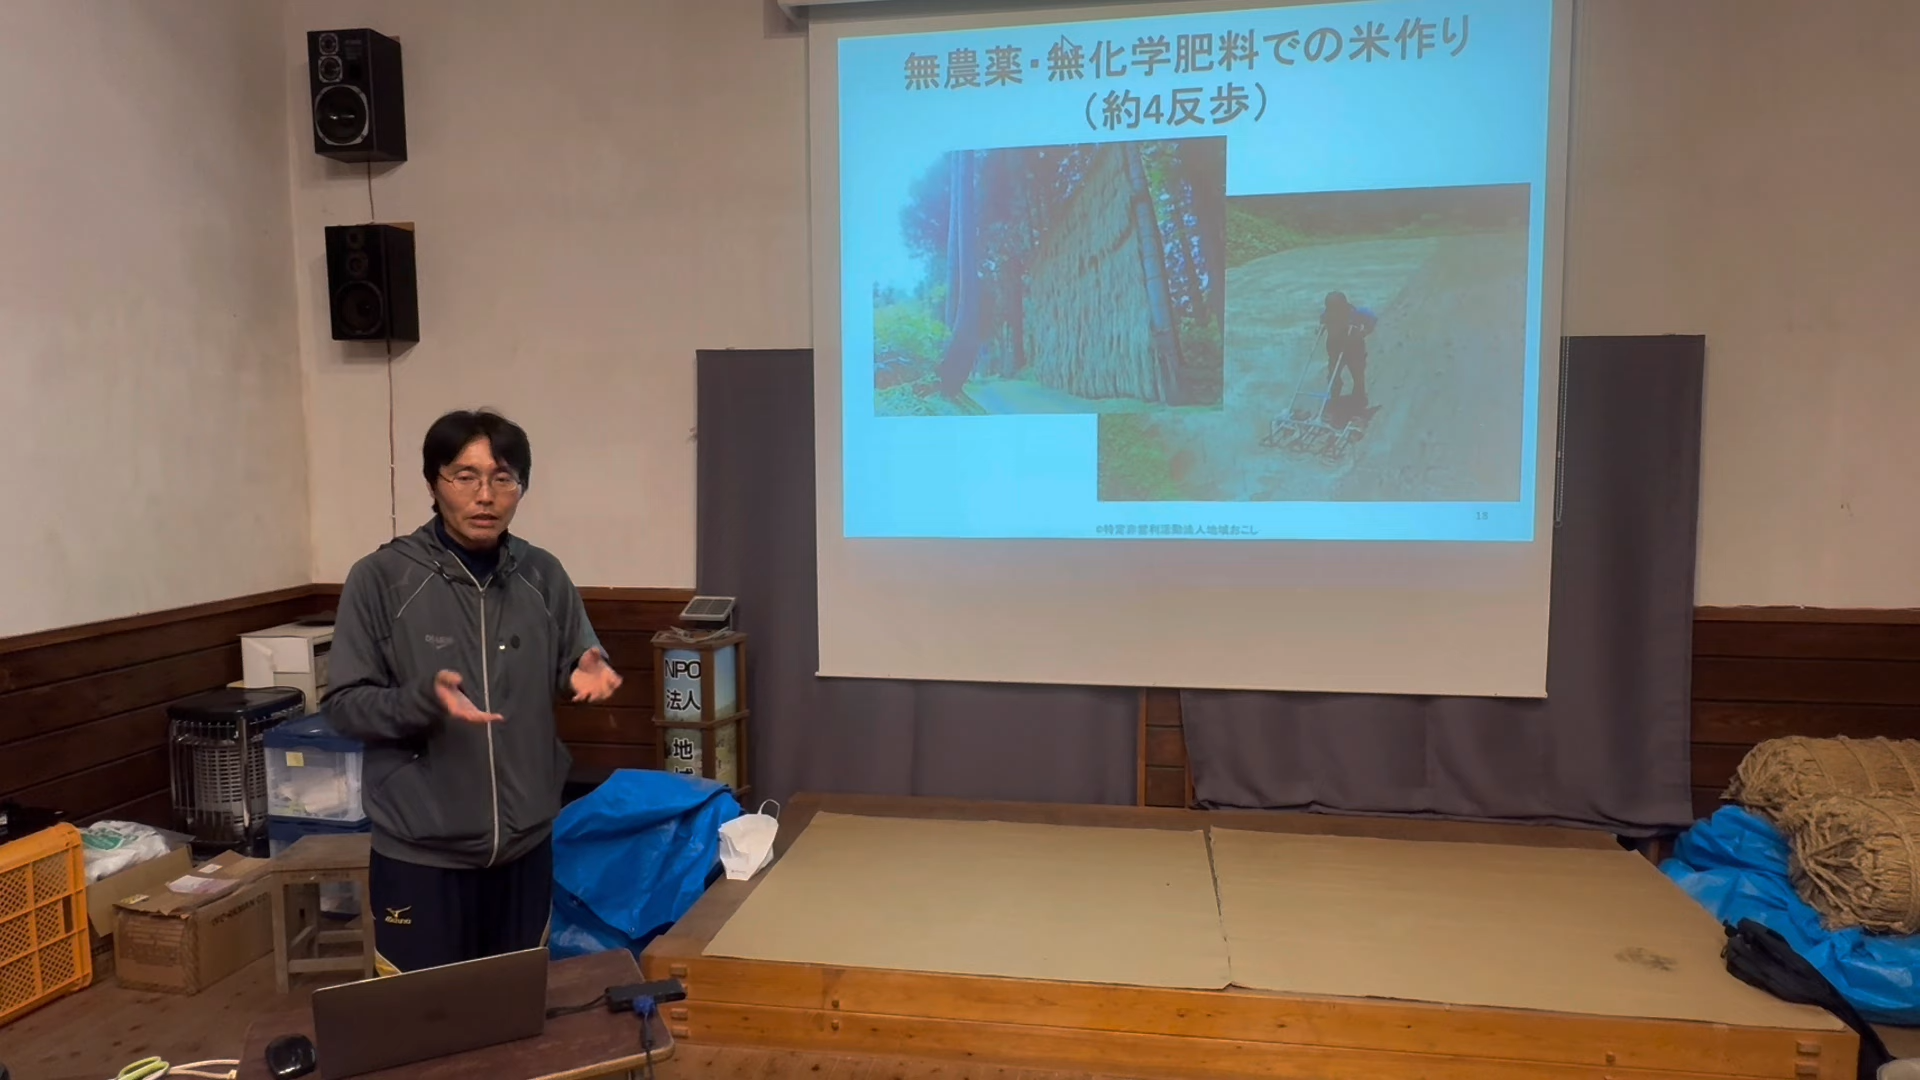 無農薬・無化学肥料での米作り
（約4反歩）
18
©特定非営利活動法人地域おこし
NPO
法人
地